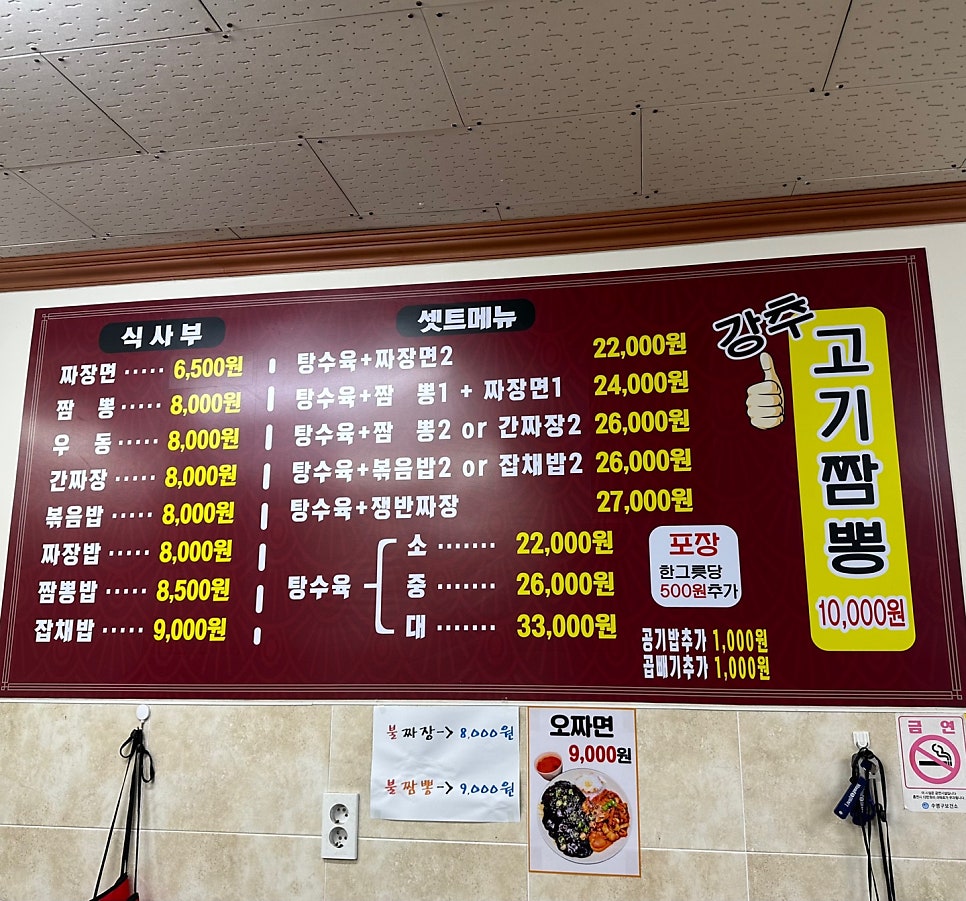 식사부
짜장면 ····· 6,500원
짬 뽕 ····· 8,000원
우 동 ····· 8,000원
간짜장 ····· 8,000원
볶음밥 ····· 8,000원
짜장밥 ····· 8,000원
짬뽕밥 ····· 8,500원
잡채밥 ····· 9,000원
셋트메뉴
탕수육+짜장면2 22,000원
탕수육+짬 뽕1 + 짜장면1 24,000원
탕수육+짬 뽕2 or 간짜장2 26,000원
탕수육+볶음밥2 or 잡채밥2 26,000원
탕수육+쟁반짜장 27,000원
탕수육
소 ······· 22,000원
중 ······· 26,000원
대 ······· 33,000원
포장
한그릇당
500원추가
공기밥추가 1,000원
곱빼기추가 1,000원
강추
고기짬뽕
10,000원
불짜장-> 8,000원
불짬뽕-> 9,000원
오짜면
9,000원
금 연
수영구보건소